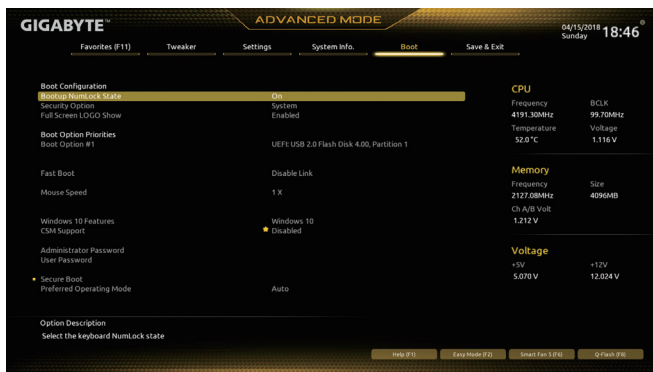 GIGABYTE™
ADVANCED MODE
04/15/2018 Sunday 18:46
Favorites (F11) Tweaker Settings System Info. Boot Save & Exit
Boot Configuration
Bootup NumLock State On
Security Option System
Full Screen LOGO Show Enabled
Boot Option Priorities
Boot Option #1 UEFI: USB 2.0 Flash Disk 4.00, Partition 1
Fast Boot Disable Link
Mouse Speed 1 X
Windows 10 Features Windows 10
CSM Support Disabled
Administrator Password
User Password
Secure Boot
Preferred Operating Mode Auto
CPU
Frequency BCLK
4191.30MHz 99.70MHz
Temperature Voltage
52.0 °C 1.116 V
Memory
Frequency Size
2127.08MHz 4096MB
Ch A/B Volt
1.212 V
Voltage
+5V +12V
5.070 V 12.024 V
Option Description
Select the keyboard NumLock state
Help (F1) Easy Mode (F2) Smart Fan 5 (F6) Q-Flash (F8)